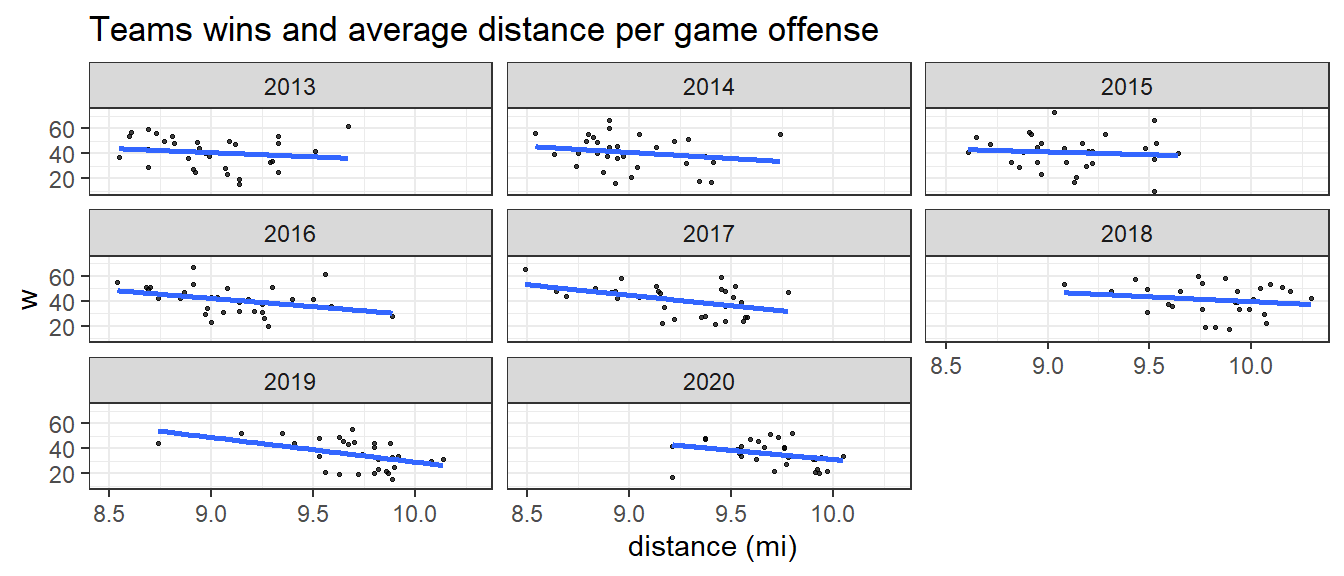 Teams wins and average distance per game offense
2013 2014 2015
60
40
20
2016 2017 2018
60
40
20
w
8.5 9.0 9.5 10.0
2019 2020
60
40
20
8.5 9.0 9.5 10.0 8.5 9.0 9.5 10.0
distance (mi)